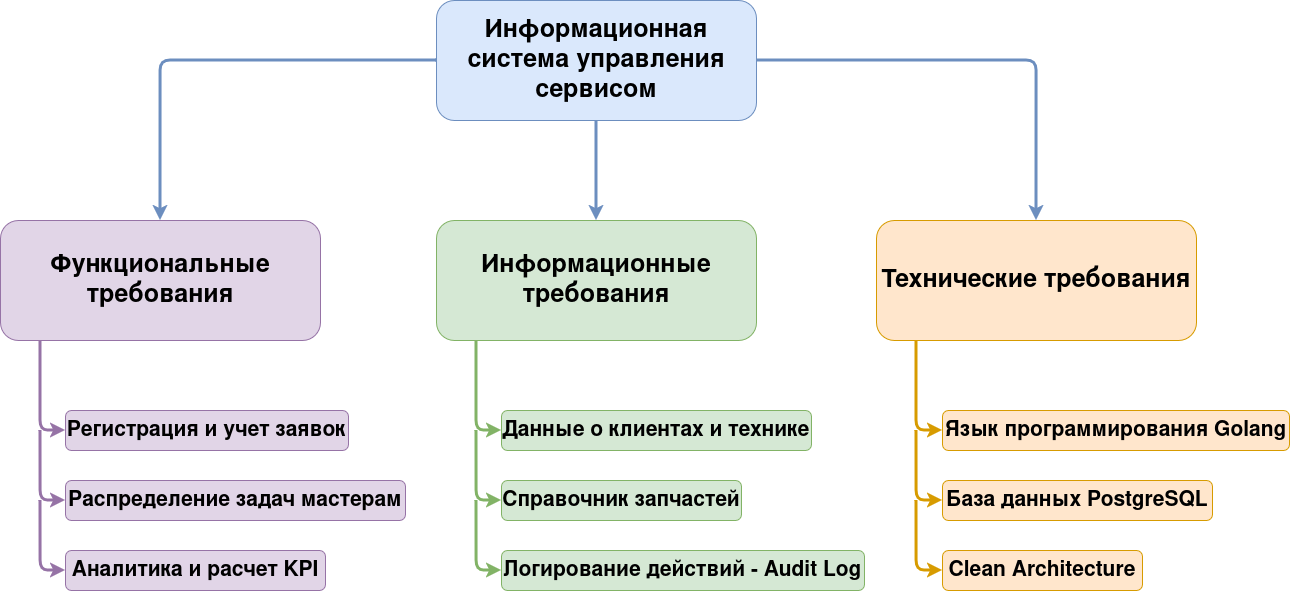 Информационная
система управления
сервисом
Функциональные
требования
Информационные
требования
Технические требования
Регистрация и учет заявок
Данные о клиентах и технике
Язык программирования Golang
Распределение задач мастерам
Справочник запчастей
База данных PostgreSQL
Аналитика и расчет KPI
Логирование действий - Audit Log
Clean Architecture